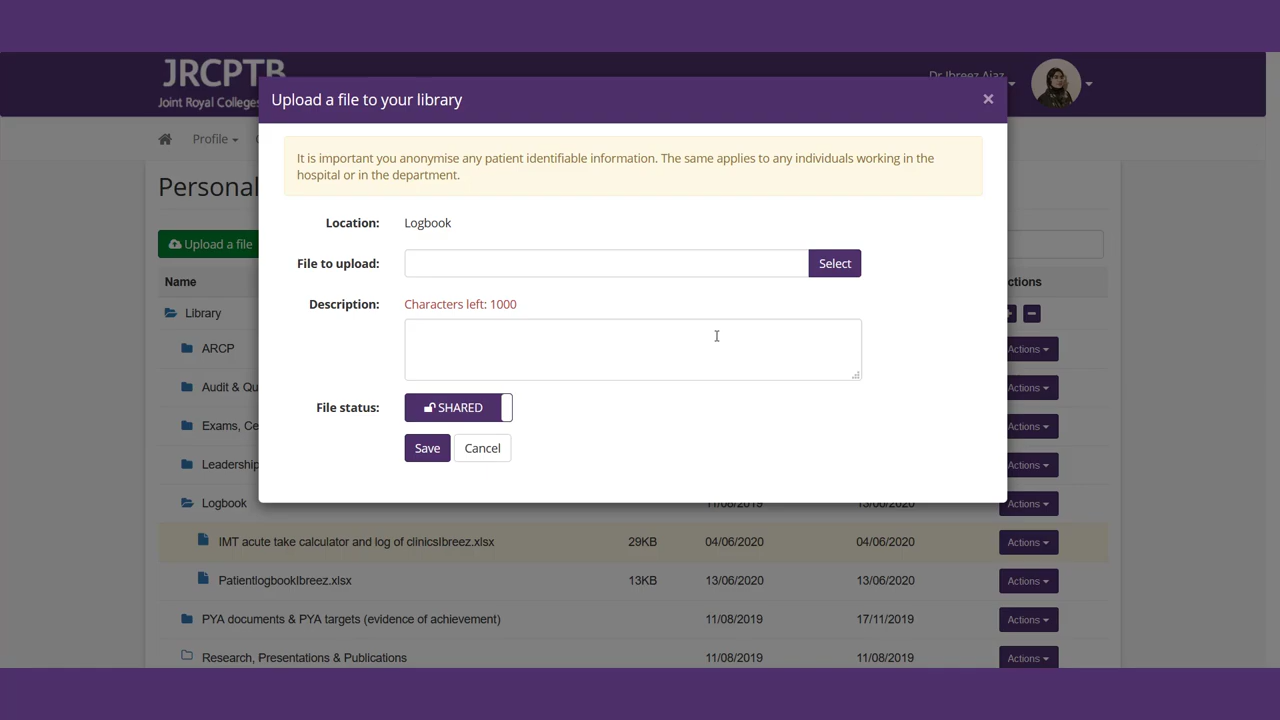 JRCPTB
Joint Royal Colleges
Dr Ibreez Ajaz
Upload a file to your library
×
Profile
It is important you anonymise any patient identifiable information. The same applies to any individuals working in the
hospital or in the department.
Personal
Location: Logbook
Upload a file
File to upload: Select
Name
Description: Characters left: 1000
Library
ARCP Actions
Audit & Qu Actions
File status: SHARED
Exams, Ce Actions
Save Cancel
Leadership Actions
Logbook 11/08/2019 13/06/2020 Actions
IMT acute take calculator and log of clinicsIbreez.xlsx 29KB 04/06/2020 04/06/2020 Actions
PatientlogbookIbreez.xlsx 13KB 13/06/2020 13/06/2020 Actions
PYA documents & PYA targets (evidence of achievement) 11/08/2019 17/11/2019 Actions
Research, Presentations & Publications 11/08/2019 11/08/2019 Actions